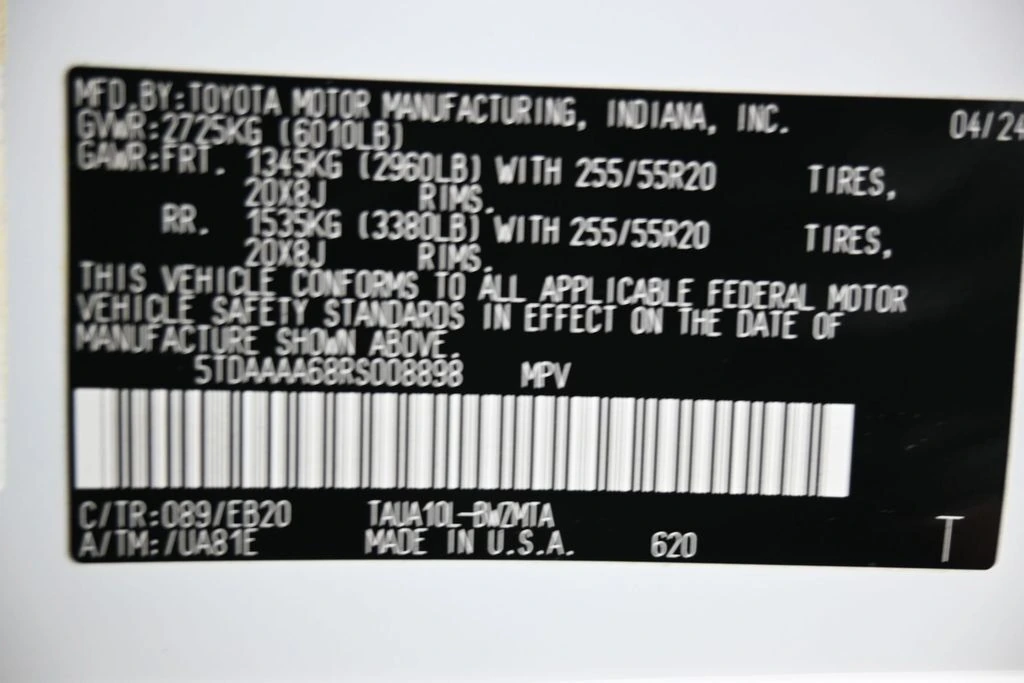 MFD.BY:TOYOTA MOTOR MANUFACTURING, INDIANA, INC. 04/24
GVWR:2725KG (6010LB)
GAWR:FRT. 1345KG (2960LB) WITH 255/55R20 TIRES,
20X8J RIMS.
RR. 1535KG (3380LB) WITH 255/55R20 TIRES,
20X8J RIMS.
THIS VEHICLE CONFORMS TO ALL APPLICABLE FEDERAL MOTOR
VEHICLE SAFETY STANDARDS IN EFFECT ON THE DATE OF
MANUFACTURE SHOWN ABOVE.
5TDAAAA68RS008898 MPV
C/TR:089/EB20 TAUA10L-BWZMTA
A/TM:/UA81E MADE IN U.S.A. 620 T